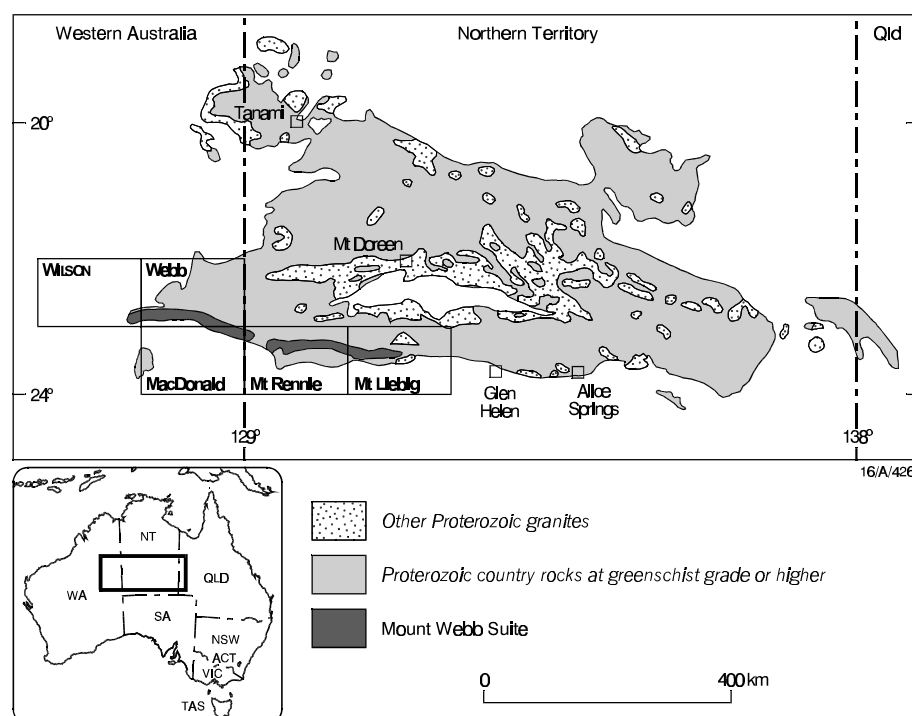 Western Australia
Northern Territory
Qld
Tanami
20°
Mt Doreen
WILSON
Webb
MacDonald
Mt Rennie
Mt Liebig
Glen
Helen
Alice
Springs
24°
129°
138°
16/A/426
NT
WA
QLD
SA
NSW
ACT
VIC
TAS
Other Proterozoic granites
Proterozoic country rocks at greenschist grade or higher
Mount Webb Suite
0
400 km